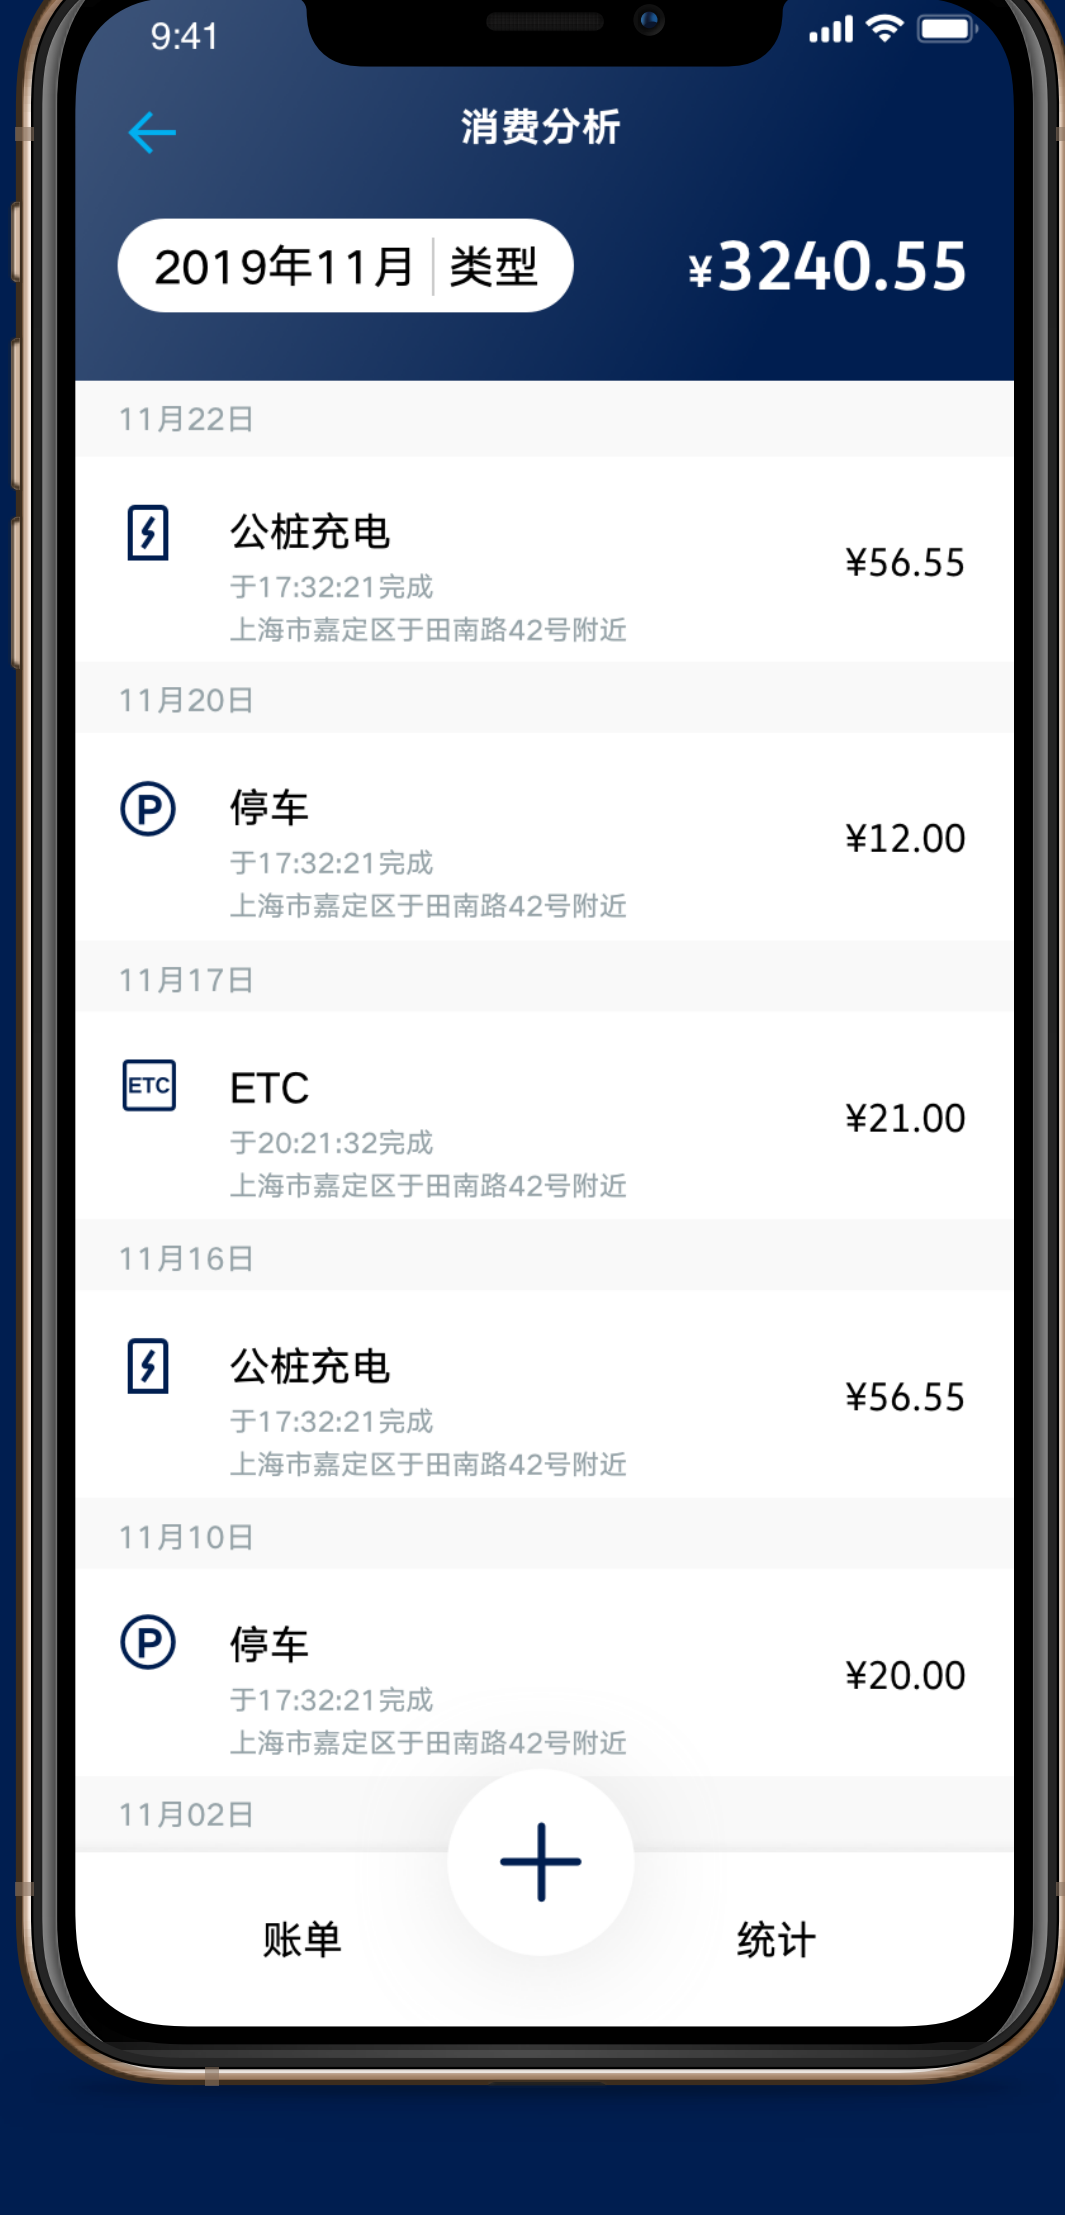 9:41
消费分析
2019年11月 类型 ¥3240.55
11月22日
公桩充电
¥56.55
于17:32:21完成
上海市嘉定区于田南路42号附近
11月20日
P 停车
¥12.00
于17:32:21完成
上海市嘉定区于田南路42号附近
11月17日
ETC ETC
¥21.00
于20:21:32完成
上海市嘉定区于田南路42号附近
11月16日
公桩充电
¥56.55
于17:32:21完成
上海市嘉定区于田南路42号附近
11月10日
P 停车
¥20.00
于17:32:21完成
上海市嘉定区于田南路42号附近
11月02日
账单 统计